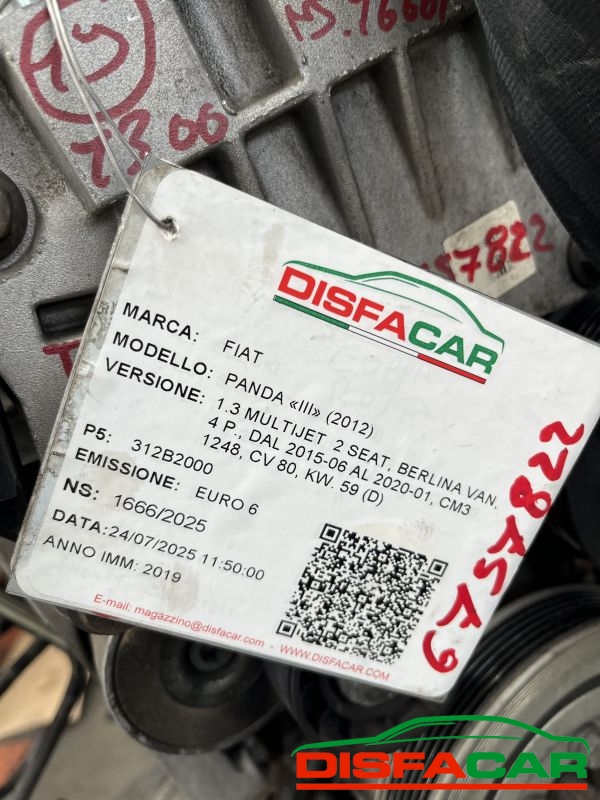 1300
57822
DISFACAR
MARCA: FIAT
MODELLO: PANDA «III» (2012)
VERSIONE: 1.3 MULTIJET 2 SEAT, BERLINA VAN,
4 P., DAL 2015-06 AL 2020-01, CM3
1248, CV 80, KW. 59 (D)
P5: 312B2000
EMISSIONE: EURO 6
NS: 1666/2025
DATA:24/07/2025 11:50:00
ANNO IMM: 2019
E-mail: magazzino@disfacar.com - WWW.DISFACAR.COM
6757822
DISFACAR